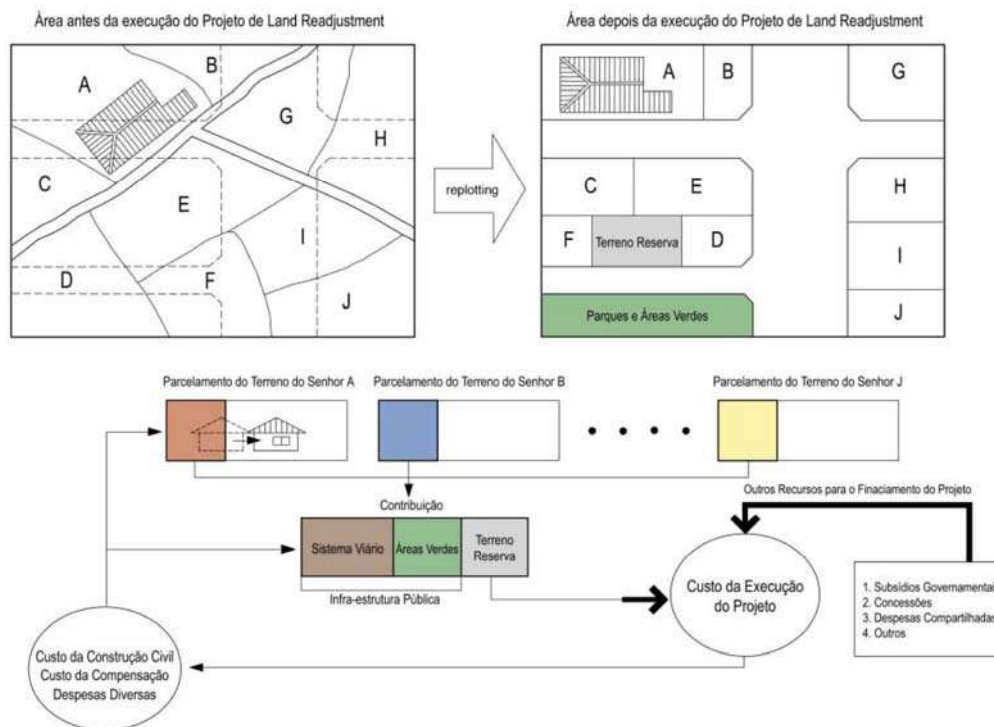 Área antes da execução do Projeto de Land Readjustment
A
B
G
H
C
E
I
D
F
J
replotting
Área depois da execução do Projeto de Land Readjustment
A
B
G
C
E
H
F
Terreno Reserva
D
I
Parques e Áreas Verdes
J
Parcelamento do Terreno do Senhor A
Parcelamento do Terreno do Senhor B
Parcelamento do Terreno do Senhor J
Contribuição
Sistema Viário
Áreas Verdes
Terreno
Reserva
Infra-estrutura Pública
Outros Recursos para o Finaciamento do Projeto
Custo da Execução
do Projeto
1. Subsídios Governamentai
2. Concessões
3. Despesas Compartilhadas
4. Outros
Custo da Construção Civil
Custo da Compensação
Despesas Diversas